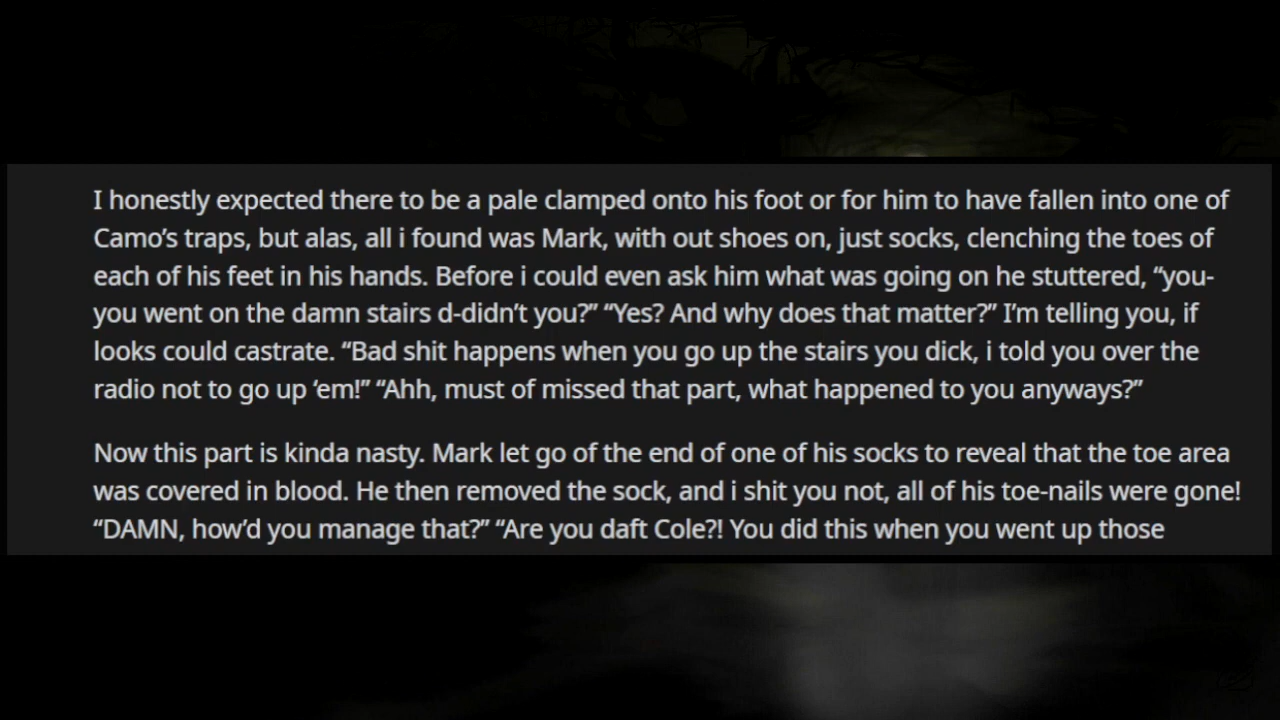 I honestly expected there to be a pale clamped onto his foot or for him to have fallen into one of
Camo’s traps, but alas, all i found was Mark, with out shoes on, just socks, clenching the toes of
each of his feet in his hands. Before i could even ask him what was going on he stuttered, “you-
you went on the damn stairs d-didn’t you?” “Yes? And why does that matter?” I’m telling you, if
looks could castrate. “Bad shit happens when you go up the stairs you dick, i told you over the
radio not to go up ‘em!” “Ahh, must of missed that part, what happened to you anyways?”
Now this part is kinda nasty. Mark let go of the end of one of his socks to reveal that the toe area
was covered in blood. He then removed the sock, and i shit you not, all of his toe-nails were gone!
“DAMN, how’d you manage that?” “Are you daft Cole?! You did this when you went up those